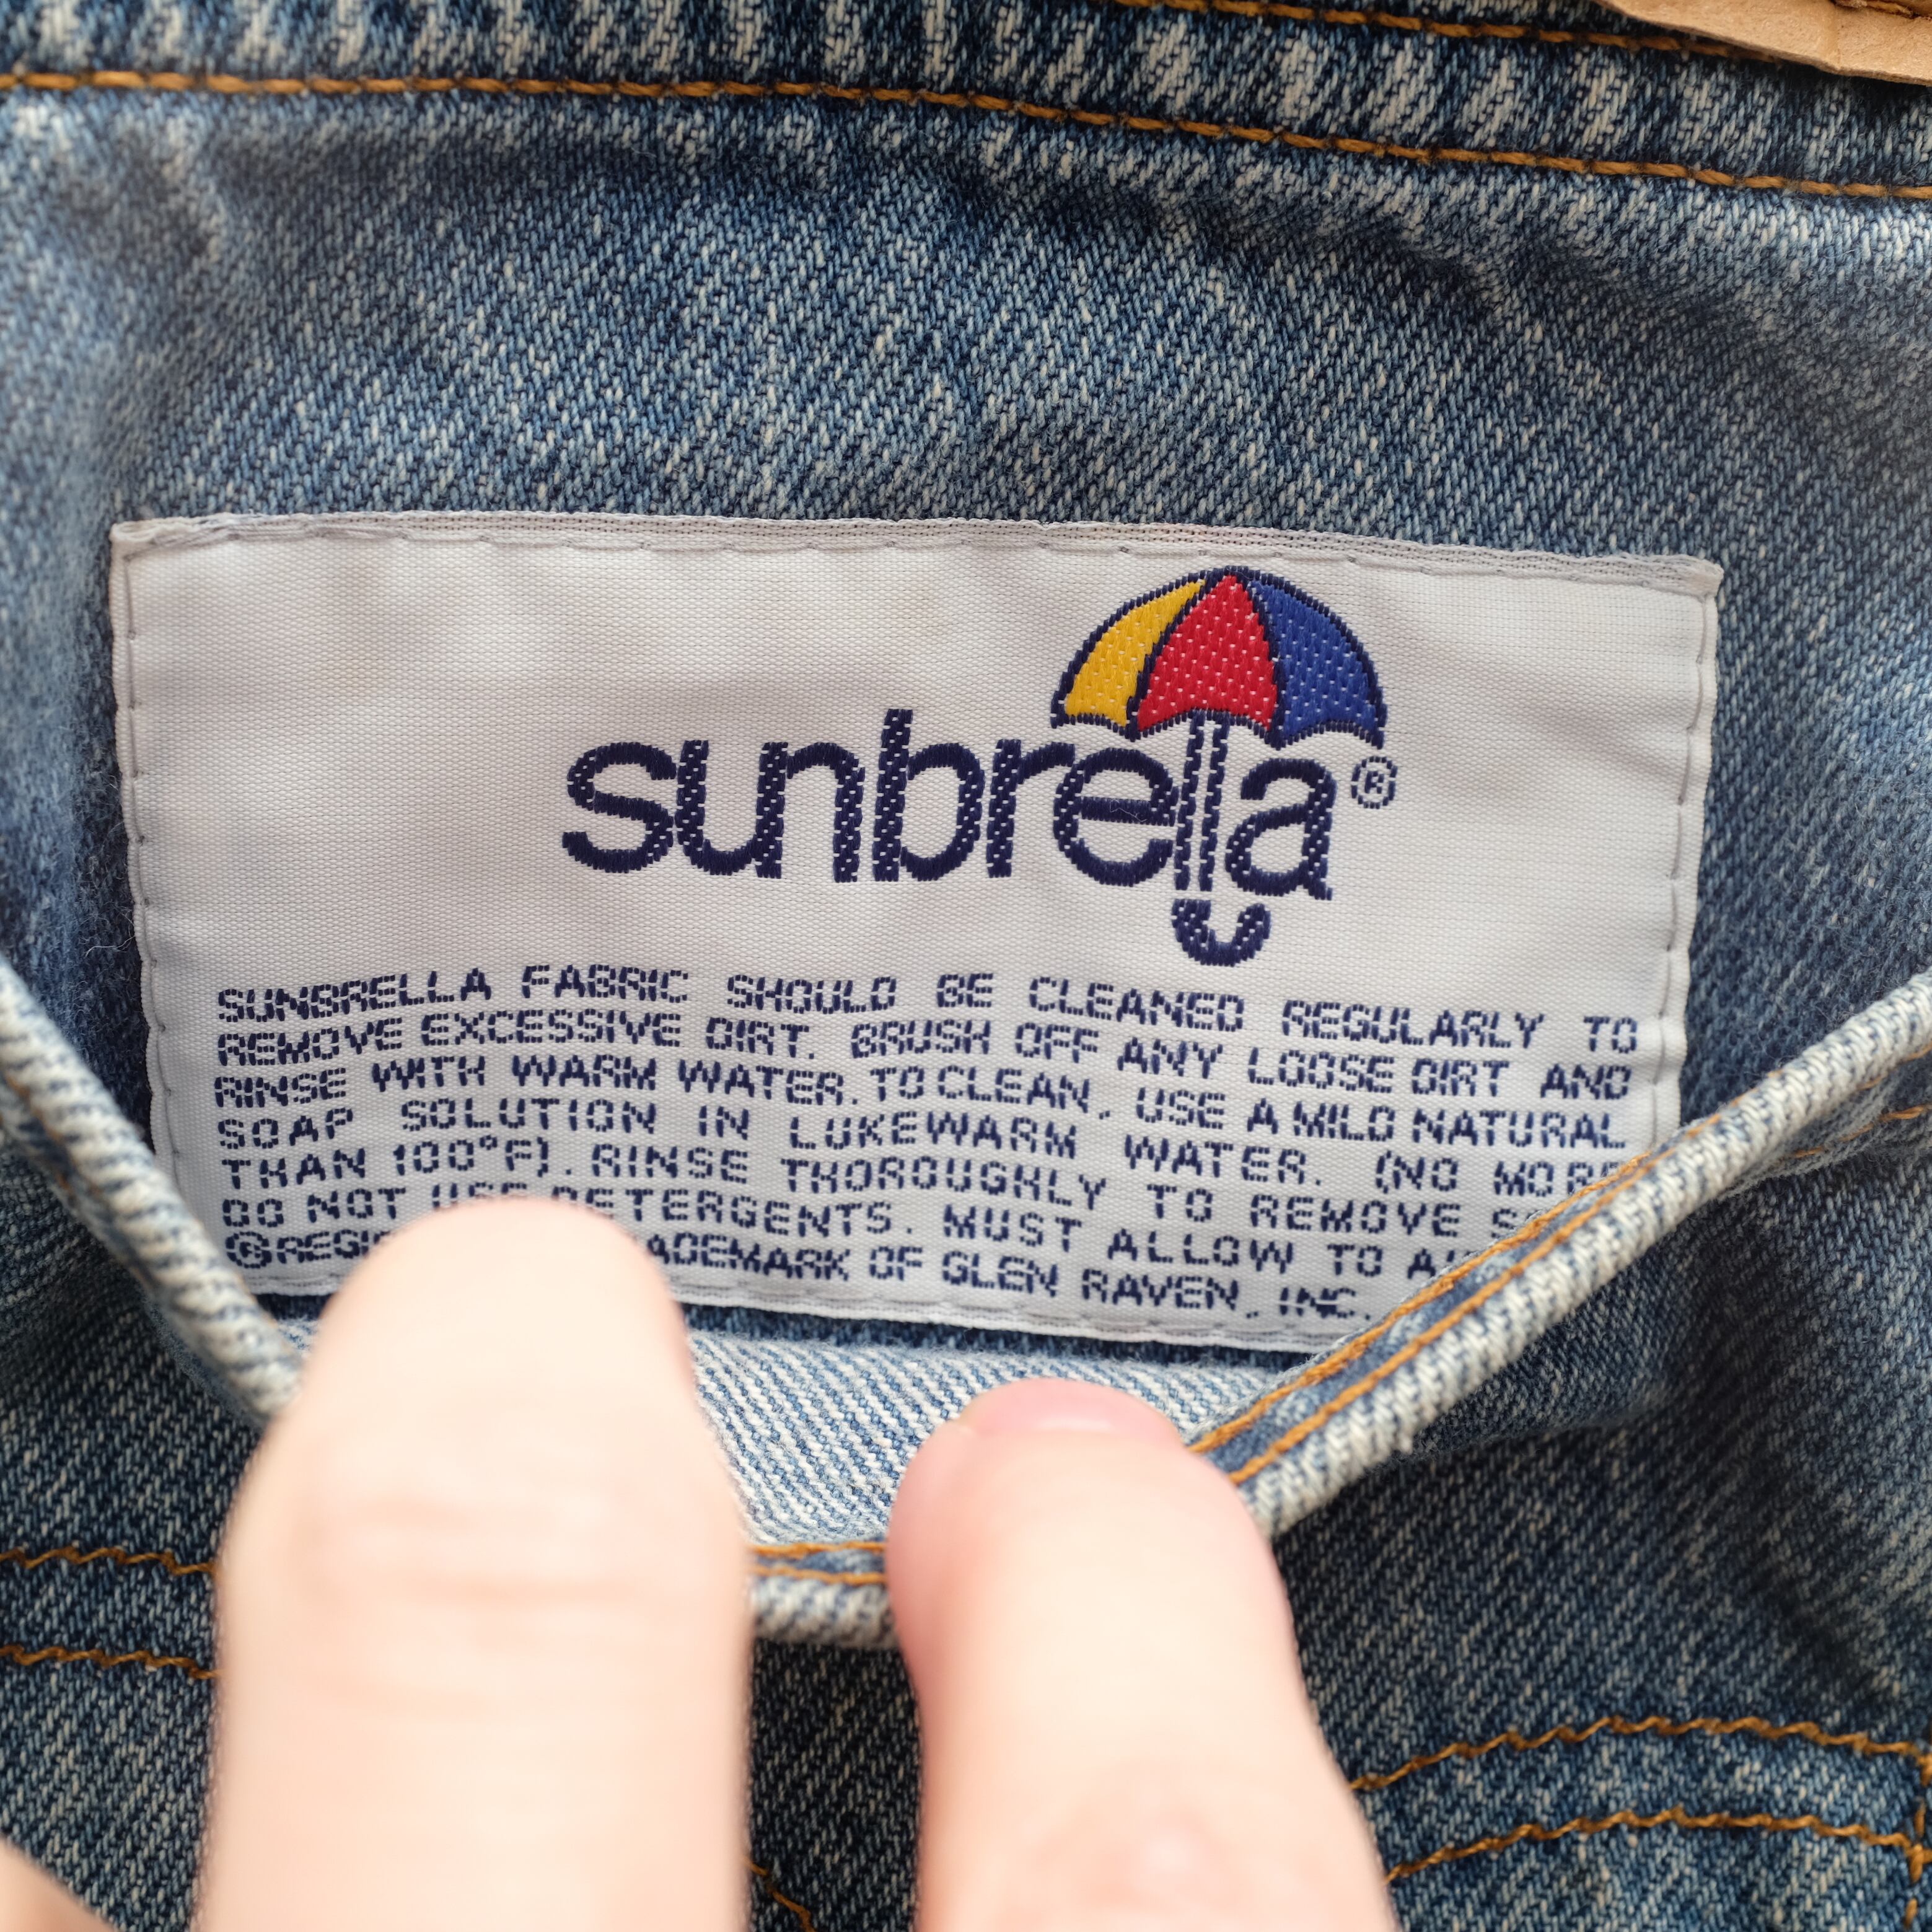 sunbrella®
SUNBRELLA FABRIC SHOULD BE CLEANED REGULARLY TO
REMOVE EXCESSIVE DIRT. BRUSH OFF ANY LOOSE DIRT AND
RINSE WITH WARM WATER. TO CLEAN, USE A MILD NATURAL
SOAP SOLUTION IN LUKEWARM WATER. (NO MORE
THAN 100°F). RINSE THOROUGHLY TO REMOVE
DO NOT USE DETERGENTS. MUST ALLOW TO
® OF GLEN RAVEN, INC.